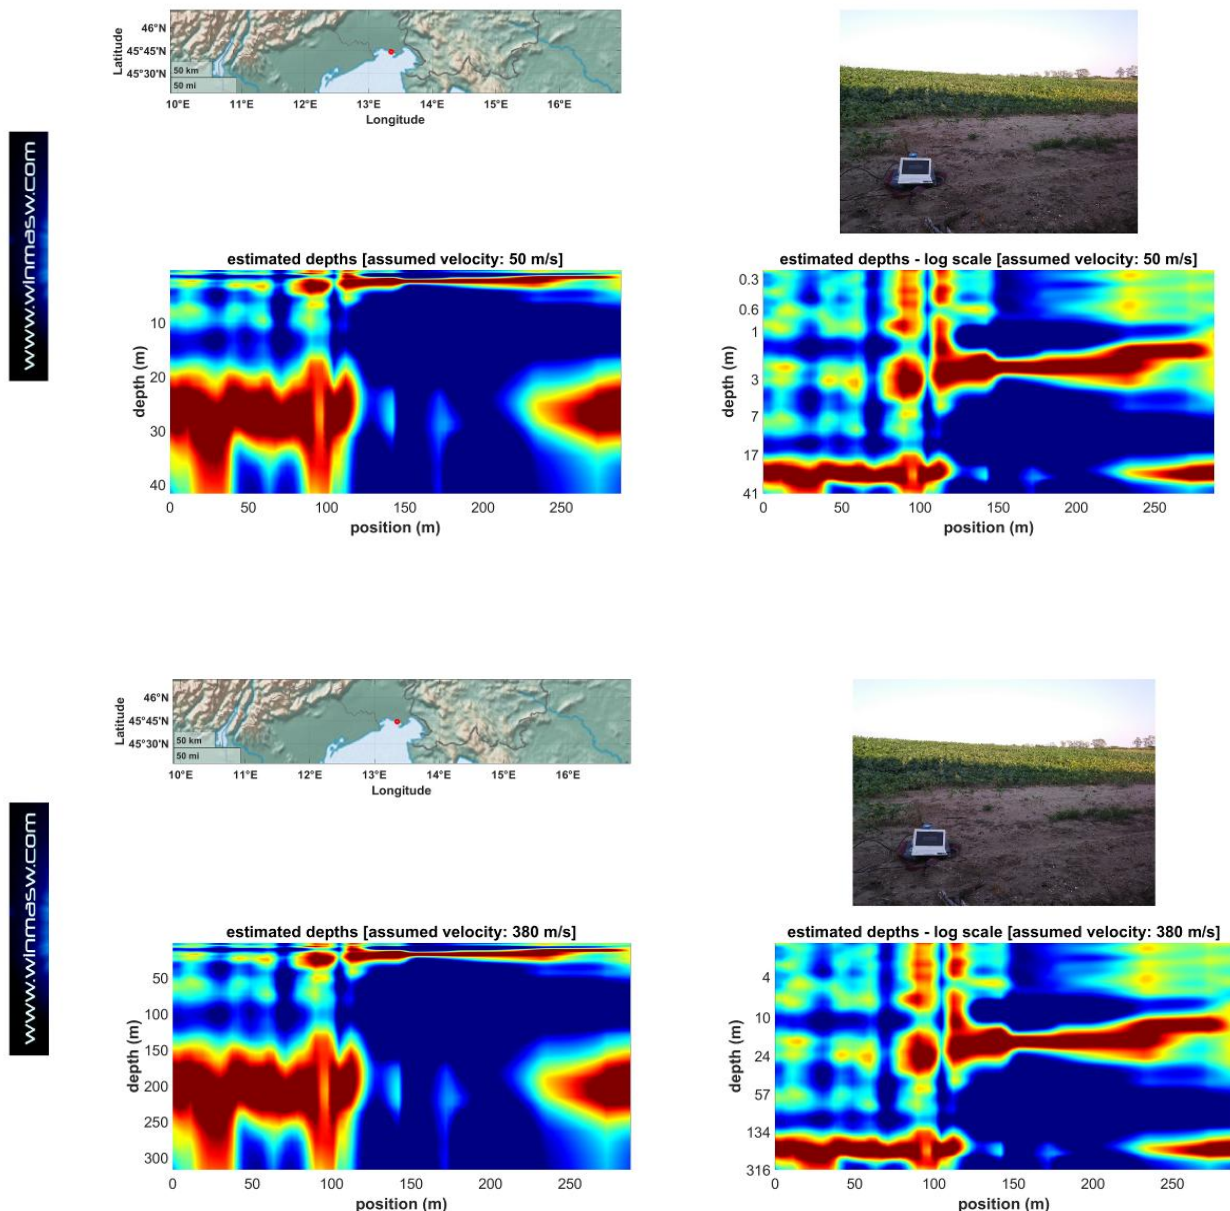 46°N
45°45'N
45°30'N
Latitude
50 km
50 mi
10°E 11°E 12°E 13°E 14°E 15°E 16°E
Longitude
www.winmasw.com
estimated depths [assumed velocity: 50 m/s]
10
20
30
40
depth (m)
0 50 100 150 200 250
position (m)
estimated depths - log scale [assumed velocity: 50 m/s]
0.3
0.6
1
3
7
17
41
depth (m)
0 50 100 150 200 250
position (m)
46°N
45°45'N
45°30'N
Latitude
50 km
50 mi
10°E 11°E 12°E 13°E 14°E 15°E 16°E
Longitude
www.winmasw.com
estimated depths [assumed velocity: 380 m/s]
50
100
150
200
250
300
depth (m)
0 50 100 150 200 250
position (m)
estimated depths - log scale [assumed velocity: 380 m/s]
4
10
24
57
134
316
depth (m)
0 50 100 150 200 250
position (m)